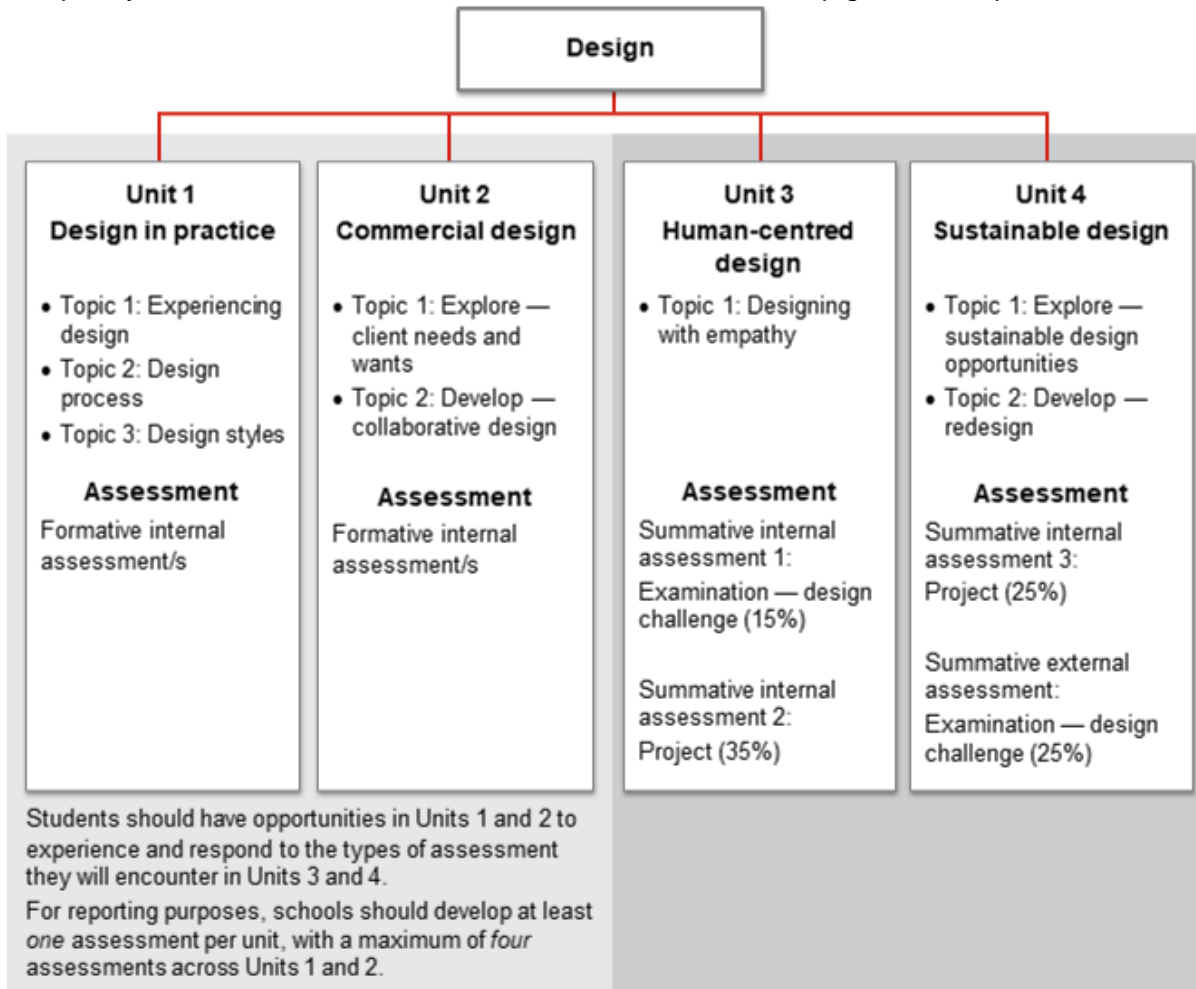 Design
Unit 1
Design in practice
• Topic 1: Experiencing
design
• Topic 2: Design
process
• Topic 3: Design styles
Assessment
Formative internal
assessment/s
Unit 2
Commercial design
• Topic 1: Explore —
client needs and
wants
• Topic 2: Develop —
collaborative design
Assessment
Formative internal
assessment/s
Unit 3
Human-centred
design
• Topic 1: Designing
with empathy
Assessment
Summative internal
assessment 1:
Examination — design
challenge (15%)
Summative internal
assessment 2:
Project (35%)
Unit 4
Sustainable design
• Topic 1: Explore —
sustainable design
opportunities
• Topic 2: Develop —
redesign
Assessment
Summative internal
assessment 3:
Project (25%)
Summative external
assessment:
Examination — design
challenge (25%)
Students should have opportunities in Units 1 and 2 to
experience and respond to the types of assessment
they will encounter in Units 3 and 4.
For reporting purposes, schools should develop at least
one assessment per unit, with a maximum of four
assessments across Units 1 and 2.